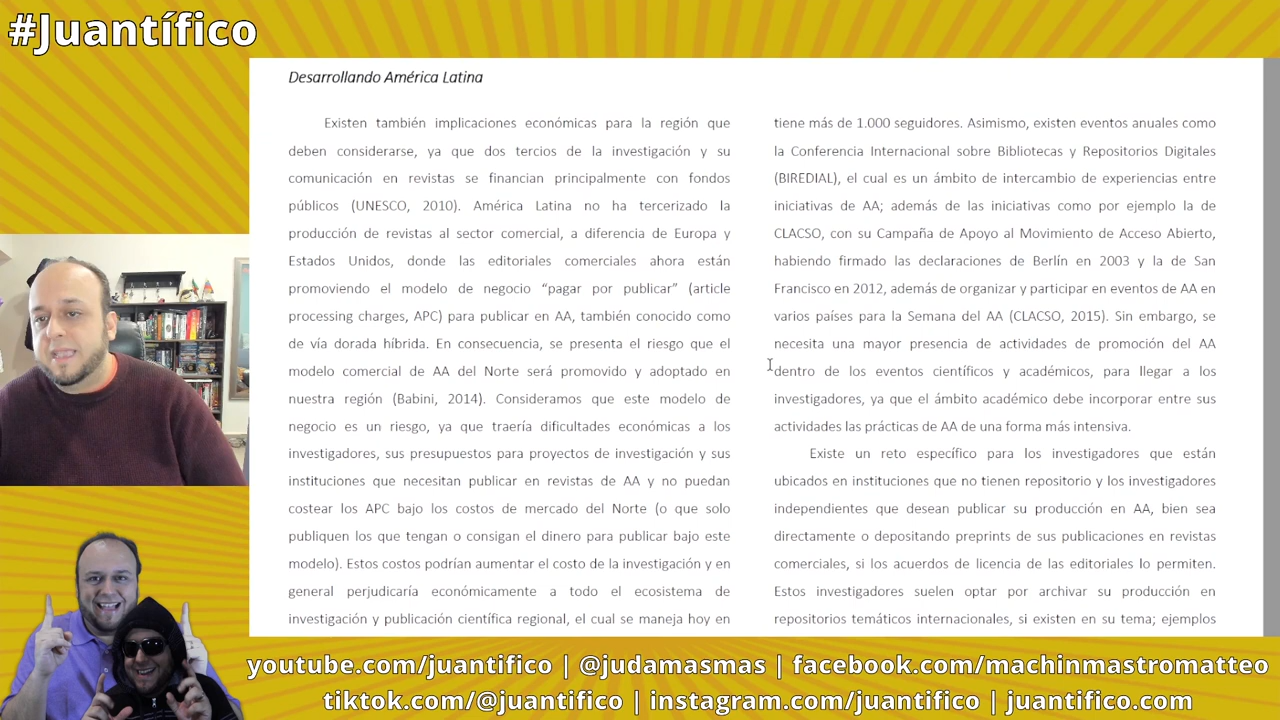 #Juantífico
Desarrollando América Latina
Existen también implicaciones económicas para la región que
deben considerarse, ya que dos tercios de la investigación y su
comunicación en revistas se financian principalmente con fondos
públicos (UNESCO, 2010). América Latina no ha tercerizado la
producción de revistas al sector comercial, a diferencia de Europa y
Estados Unidos, donde las editoriales comerciales ahora están
promoviendo el modelo de negocio “pagar por publicar” (article
processing charges, APC) para publicar en AA, también conocido como
de vía dorada híbrida. En consecuencia, se presenta el riesgo que el
modelo comercial de AA del Norte será promovido y adoptado en
nuestra región (Babini, 2014). Consideramos que este modelo de
negocio es un riesgo, ya que traería dificultades económicas a los
investigadores, sus presupuestos para proyectos de investigación y sus
instituciones que necesitan publicar en revistas de AA y no puedan
costear los APC bajo los costos de mercado del Norte (o que solo
publiquen los que tengan o consigan el dinero para publicar bajo este
modelo). Estos costos podrían aumentar el costo de la investigación y en
general perjudicaría económicamente a todo el ecosistema de
investigación y publicación científica regional, el cual se maneja hoy en
tiene más de 1.000 seguidores. Asimismo, existen eventos anuales como
la Conferencia Internacional sobre Bibliotecas y Repositorios Digitales
(BIREDIAL), el cual es un ámbito de intercambio de experiencias entre
iniciativas de AA; además de las iniciativas como por ejemplo la de
CLACSO, con su Campaña de Apoyo al Movimiento de Acceso Abierto,
habiendo firmado las declaraciones de Berlín en 2003 y la de San
Francisco en 2012, además de organizar y participar en eventos de AA en
varios países para la Semana del AA (CLACSO, 2015). Sin embargo, se
necesita una mayor presencia de actividades de promoción del AA
dentro de los eventos científicos y académicos, para llegar a los
investigadores, ya que el ámbito académico debe incorporar entre sus
actividades las prácticas de AA de una forma más intensiva.
Existe un reto específico para los investigadores que están
ubicados en instituciones que no tienen repositorio y los investigadores
independientes que desean publicar su producción en AA, bien sea
directamente o depositando preprints de sus publicaciones en revistas
comerciales, si los acuerdos de licencia de las editoriales lo permiten.
Estos investigadores suelen optar por archivar su producción en
repositorios temáticos internacionales, si existen en su tema; ejemplos
youtube.com/juantifico | @judamasmas | facebook.com/machinmastromatteo
tiktok.com/@juantifico | instagram.com/juantifico | juantifico.com